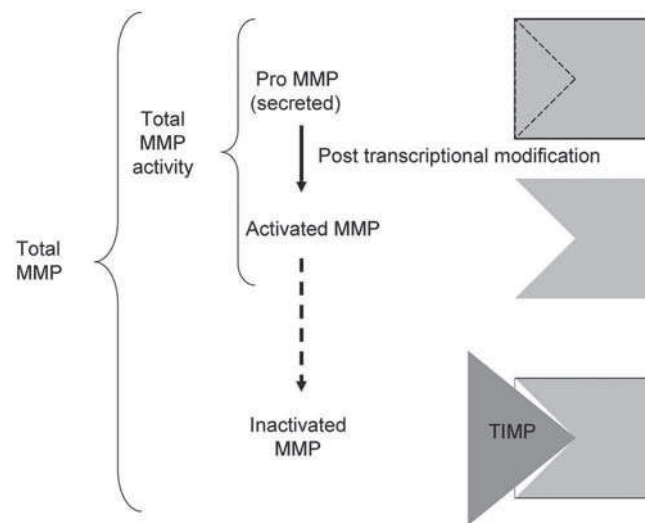 Pro MMP
(secreted)
Total
MMP
activity
Post transcriptional modification
Activated MMP
Total
MMP
Inactivated
MMP
TIMP